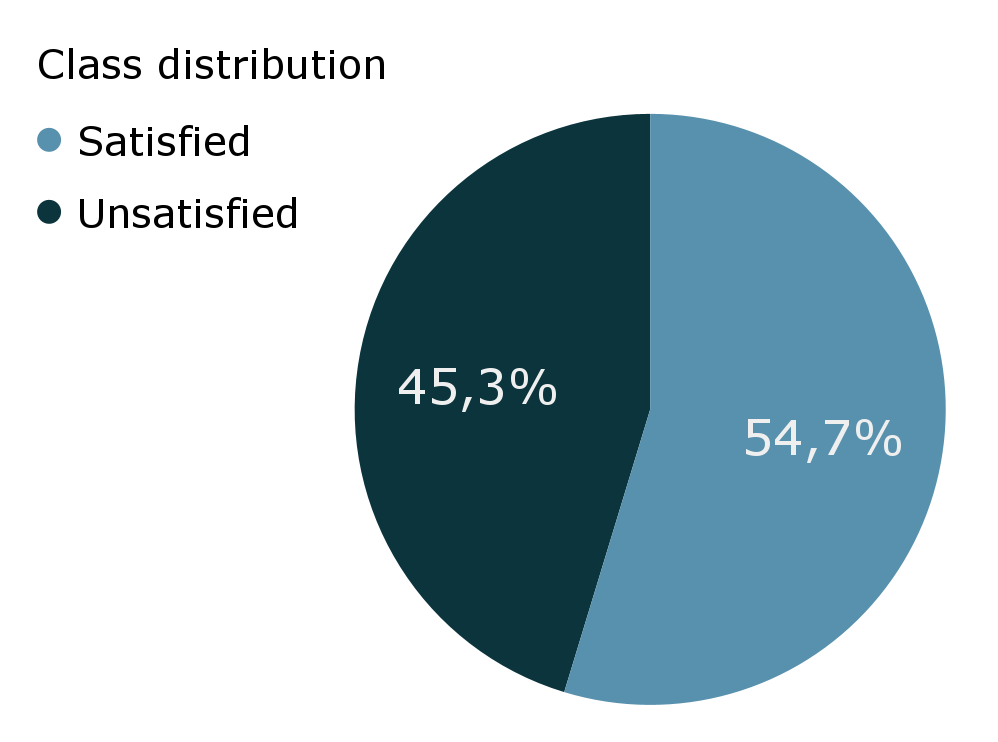 Class distribution
Satisfied
Unsatisfied
45,3%
54,7%